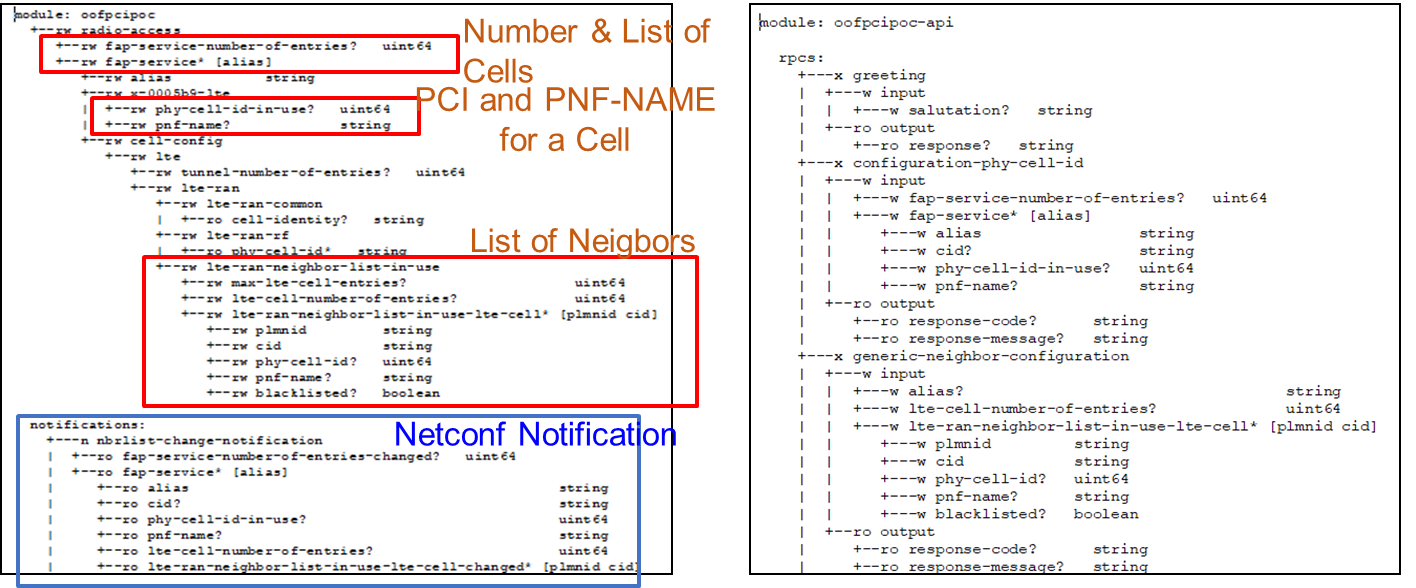 module: oofpcipoc
+--rw radio-access
+--rw fap-service-number-of-entries? uint64
+--rw fap-service* [alias]
Number & List of
Cells
+--rw alias string
+--rw x-0005b9-lte
| +--rw phy-cell-id-in-use? uint64
| +--rw pnf-name? string
PCI and PNF-NAME
for a Cell
+--rw cell-config
+--rw lte
+--rw tunnel-number-of-entries? uint64
+--rw lte-ran
+--rw lte-ran-common
| +--ro cell-identity? string
+--rw lte-ran-rf
| +--ro phy-cell-id* string
List of Neigbors
+--rw lte-ran-neighbor-list-in-use
+--rw max-lte-cell-entries? uint64
+--rw lte-cell-number-of-entries? uint64
+--rw lte-ran-neighbor-list-in-use-lte-cell* [plmnid cid]
+--rw plmnid string
+--rw cid string
+--rw phy-cell-id? uint64
+--rw pnf-name? string
+--rw blacklisted? boolean
notifications:
Netconf Notification
+---n nbrlist-change-notification
| +--ro fap-service-number-of-entries-changed? uint64
| +--ro fap-service* [alias]
| +--ro alias string
| +--ro cid? string
| +--ro phy-cell-id-in-use? uint64
| +--ro pnf-name? string
| +--ro lte-cell-number-of-entries? uint64
| +--ro lte-ran-neighbor-list-in-use-lte-cell-changed* [plmnid cid]
module: oofpcipoc-api
rpcs:
+---x greeting
| +---w input
| | +---w salutation? string
| +--ro output
| +--ro response? string
+---x configuration-phy-cell-id
| +---w input
| | +---w fap-service-number-of-entries? uint64
| | +---w fap-service* [alias]
| | +---w alias string
| | +---w cid? string
| | +---w phy-cell-id-in-use? uint64
| | +---w pnf-name? string
| +--ro output
| +--ro response-code? string
| +--ro response-message? string
+---x generic-neighbor-configuration
| +---w input
| | +---w alias? string
| | +---w lte-cell-number-of-entries? uint64
| | +---w lte-ran-neighbor-list-in-use-lte-cell* [plmnid cid]
| | +---w plmnid string
| | +---w cid string
| | +---w phy-cell-id? uint64
| | +---w pnf-name? string
| | +---w blacklisted? boolean
| +--ro output
| +--ro response-code? string
| +--ro response-message? string